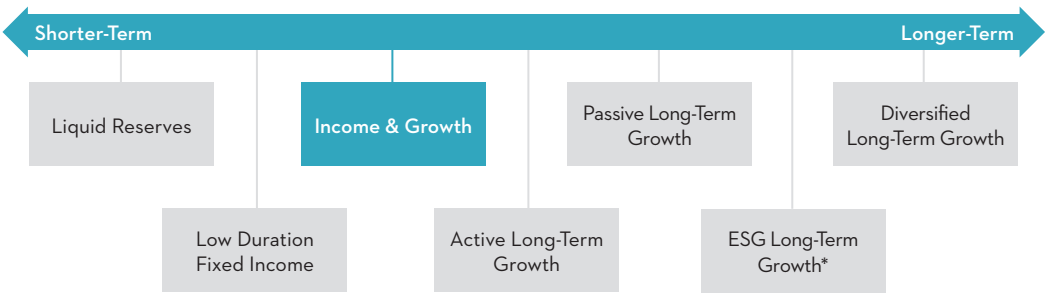 Shorter-Term
Longer-Term
Liquid Reserves
Income & Growth
Passive Long-Term
Growth
Diversified
Long-Term Growth
Low Duration
Fixed Income
Active Long-Term
Growth
ESG Long-Term
Growth*